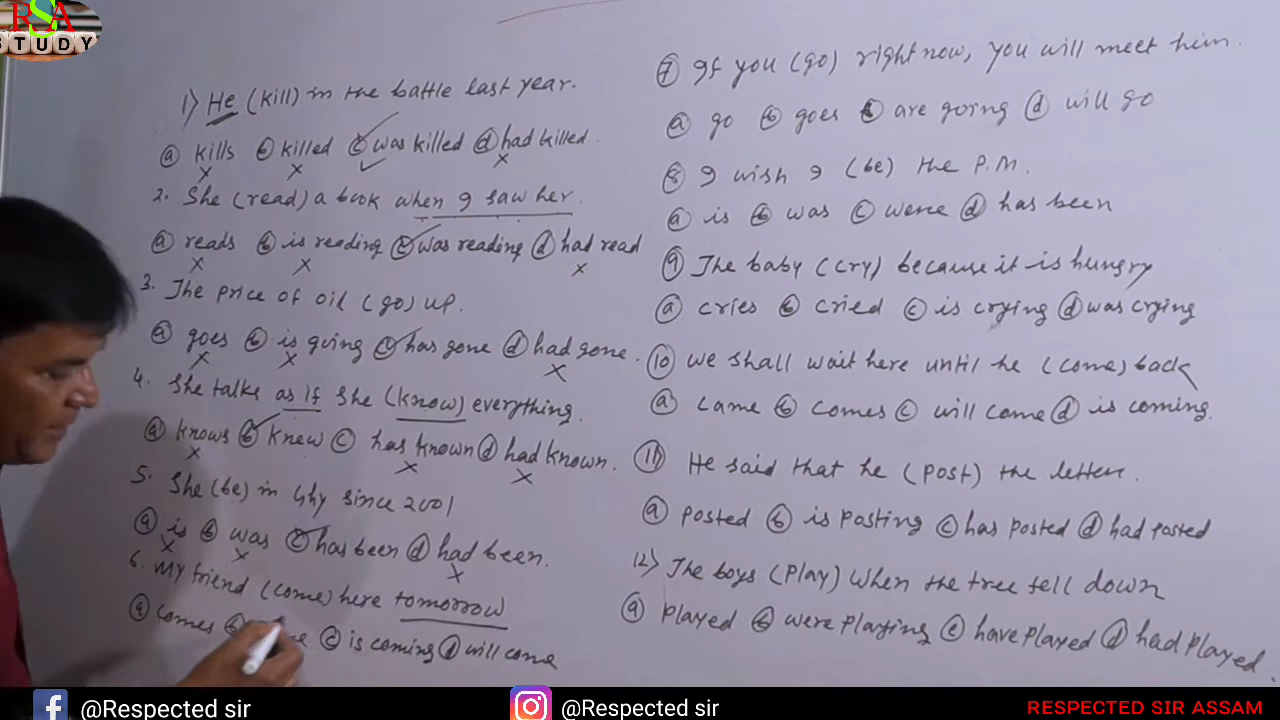 RSA
STUDY
1) He (kill) in the battle last year.
ⓐ kills ⓑ killed ⓒ was killed ⓓ had killed.
2. She (read) a book when I saw her.
ⓐ reads ⓑ is reading ⓒ was reading ⓓ had read
3. The price of oil (go) up.
ⓐ goes ⓑ is going ⓒ has gone ⓓ had gone.
4. She talks as if she (know) everything.
ⓐ knows ⓑ knew ⓒ has known ⓓ had known.
5. She (be) in Ghy since 2001
ⓐ is ⓑ was ⓒ has been ⓓ had been.
6. My friend (come) here tomorrow
ⓐ comes ⓑ ⓒ is coming ⓓ will come
⑦ If you (go) right now, you will meet him.
ⓐ go ⓑ goes ⓒ are going ⓓ will go
⑧ I wish I (be) the P.M.
ⓐ is ⓑ was ⓒ were ⓓ has been
⑨ The baby (cry) because it is hungry
ⓐ cries ⓑ cried ⓒ is crying ⓓ was crying
⑩ We shall wait here until he (come) back
ⓐ came ⓑ comes ⓒ will come ⓓ is coming.
⑪ He said that he (post) the letters.
ⓐ posted ⓑ is posting ⓒ has posted ⓓ had posted
12) The boys (play) when the tree fell down
ⓐ played ⓑ were playing ⓒ have played ⓓ had played.
@Respected sir
@Respected sir
RESPECTED SIR ASSAM